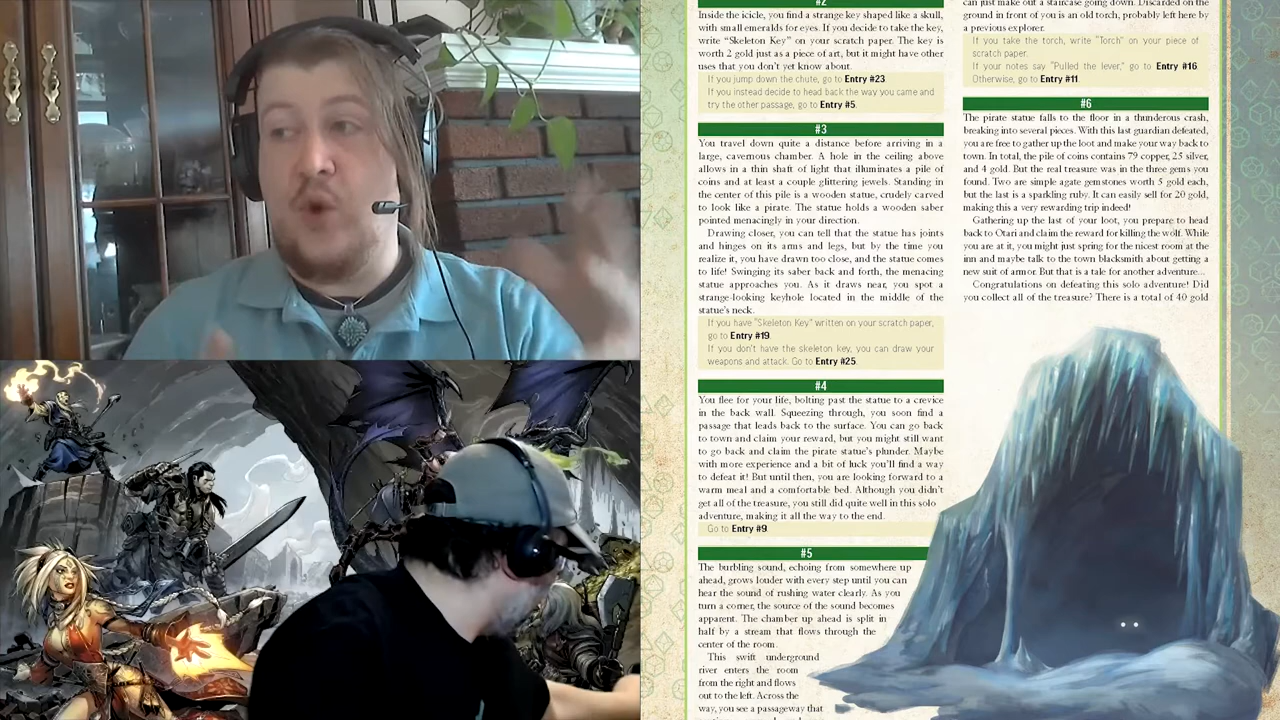 #2
Inside the icicle, you find a strange key shaped like a skull,
with small emeralds for eyes. If you decide to take the key,
write "Skeleton Key" on your scratch paper. The key is
worth 2 gold just as a piece of art, but it might have other
uses that you don't yet know about.
If you jump down the chute, go to Entry #23
If you instead decide to head back the way you came and
try the other passage, go to Entry #5.
#3
You travel down quite a distance before arriving in a
large, cavernous chamber. A hole in the ceiling above
allows in a thin shaft of light that illuminates a pile of
coins and at least a couple glittering jewels. Standing in
the center of this pile is a wooden statue, crudely carved
to look like a pirate. The statue holds a wooden saber
pointed menacingly in your direction.
Drawing closer, you can tell that the statue has joints
and hinges on its arms and legs, but by the time you
realize it, you have drawn too close, and the statue comes
to life! Swinging its saber back and forth, the menacing
statue approaches you. As it draws near, you spot a
strange-looking keyhole located in the middle of the
statue's neck.
If you have "Skeleton Key" written on your scratch paper,
go to Entry #19.
If you don't have the skeleton key, you can draw your
weapons and attack. Go to Entry #25.
#4
You flee for your life, bolting past the statue to a crevice
in the back wall. Squeezing through, you soon find a
passage that leads back to the surface. You can go back
to town and claim your reward, but you might still want
to go back and claim the pirate statue's plunder. Maybe
with more experience and a bit of luck you'll find a way
to defeat it! But until then, you are looking forward to a
warm meal and a comfortable bed. Although you didn't
get all of the treasure, you still did quite well in this solo
adventure, making it all the way to the end.
Go to Entry #9.
#5
The burbling sound, echoing from somewhere up
ahead, grows louder with every step until you can
hear the sound of rushing water clearly. As you
turn a corner, the source of the sound becomes
apparent. The chamber up ahead is split in
half by a stream that flows through the
center of the room.
This swift underground
river enters the room
from the right and flows
out to the left. Across the
way, you see a passageway that
can just make out a staircase going down. Discarded on the
ground in front of you is an old torch, probably left here by
a previous explorer.
If you take the torch, write "Torch" on your piece of
scratch paper.
If your notes say "Pulled the lever," go to Entry #16.
Otherwise, go to Entry #11.
#6
The pirate statue falls to the floor in a thunderous crash,
breaking into several pieces. With this last guardian defeated,
you are free to gather up the loot and make your way back to
town. In total, the pile of coins contains 79 copper, 25 silver,
and 4 gold. But the real treasure was in the three gems you
found. Two are simple agate gemstones worth 5 gold each,
but the last is a sparkling ruby. It can easily sell for 20 gold,
making this a very rewarding trip indeed!
Gathering up the last of your loot, you prepare to head
back to Otari and claim the reward for killing the wolf. While
you are at it, you might just spring for the nicest room at the
inn and maybe talk to the town blacksmith about getting a
new suit of armor. But that is a tale for another adventure...
Congratulations on defeating this solo adventure! Did
you collect all of the treasure? There is a total of 40 gold